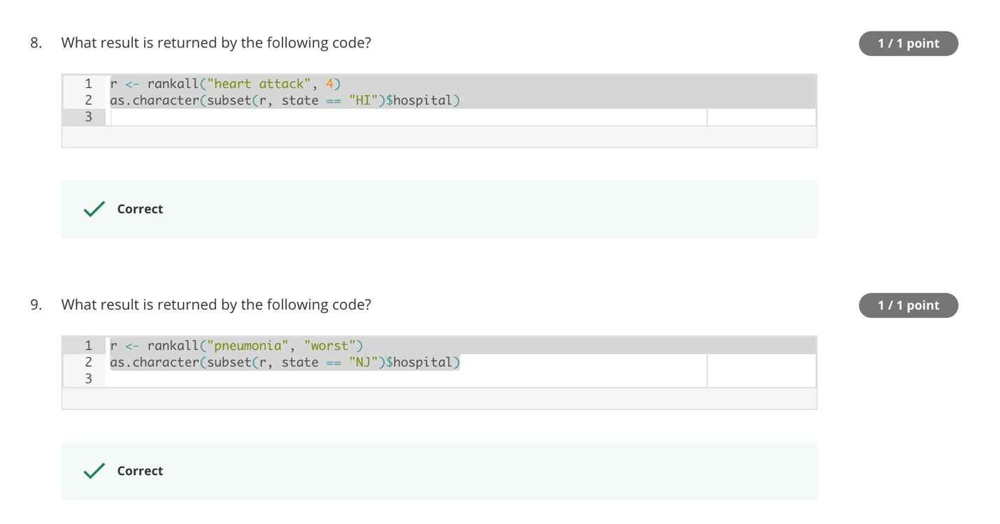 8. What result is returned by the following code?
1 / 1 point
1 r <- rankall("heart attack", 4)
2 as.character(subset(r, state == "HI")$hospital)
3
Correct
9. What result is returned by the following code?
1 / 1 point
1 r <- rankall("pneumonia", "worst")
2 as.character(subset(r, state == "NJ")$hospital)
3
Correct